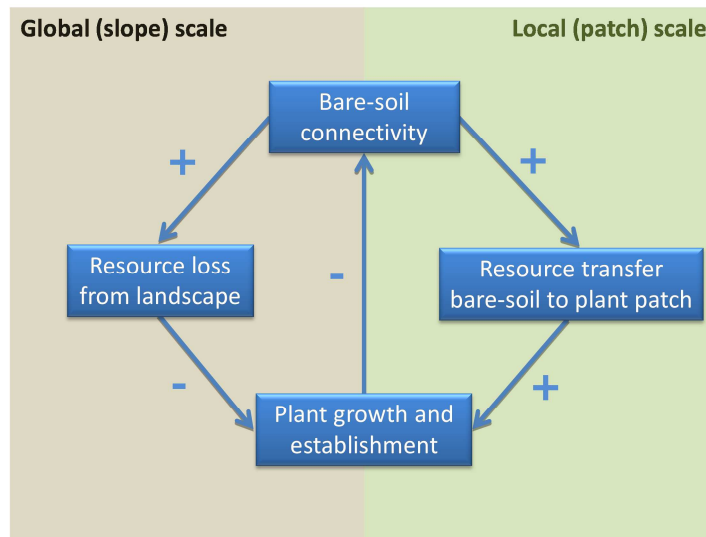 Global (slope) scale
Local (patch) scale
Bare-soil
connectivity
+
+
Resource loss
from landscape
-
Resource transfer
bare-soil to plant patch
-
+
Plant growth and
establishment